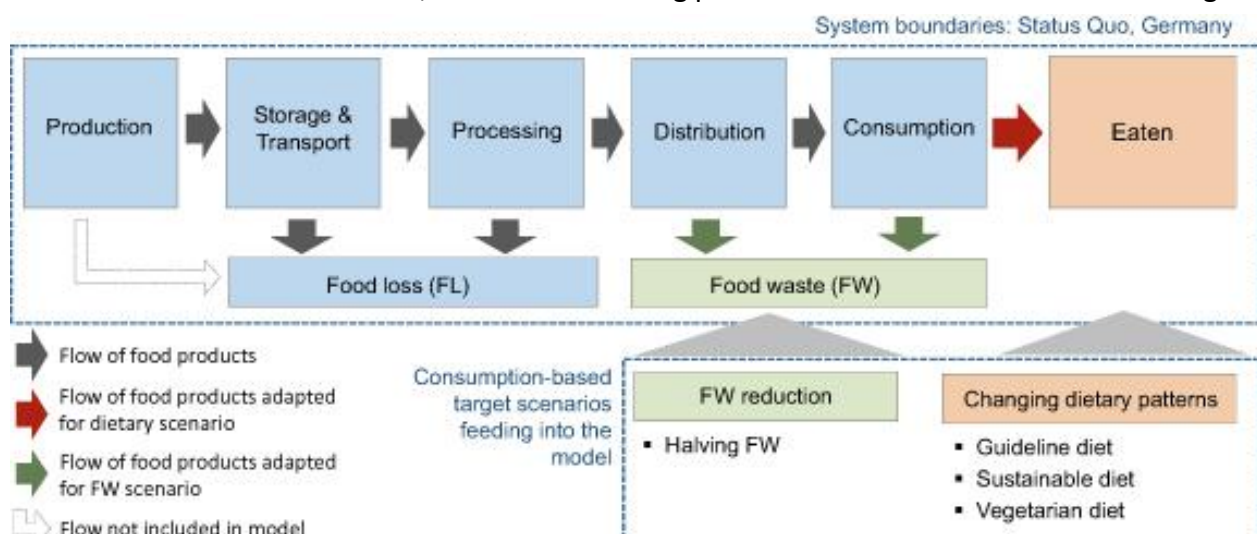 System boundaries: Status Quo, Germany
Production
Storage &
Transport
Processing
Distribution
Consumption
Eaten
Food loss (FL)
Food waste (FW)
Flow of food products
Flow of food products adapted
for dietary scenario
Flow of food products adapted
for FW scenario
Flow not included in model
Consumption-based
target scenarios
feeding into the
model
FW reduction
▪ Halving FW
Changing dietary patterns
▪ Guideline diet
▪ Sustainable diet
▪ Vegetarian diet